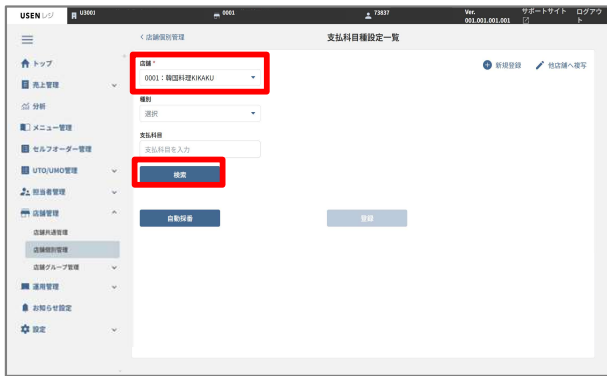 USEN レジ U3001 0001 73837 Ver. 001.001.001.001 サポートサイト ログアウト
トップ
売上管理
分析
メニュー管理
セルフオーダー管理
UTO/UMO管理
担当者管理
店舗管理
店舗共通管理
店舗個別管理
店舗グループ管理
運用管理
お知らせ設定
設定
< 店舗個別管理
支払科目種設定一覧
店舗 *
0001：韓国料理KIKAKU
新規登録 他店舗へ複写
種別
選択
支払科目
支払科目を入力
検索
自動採番 登録